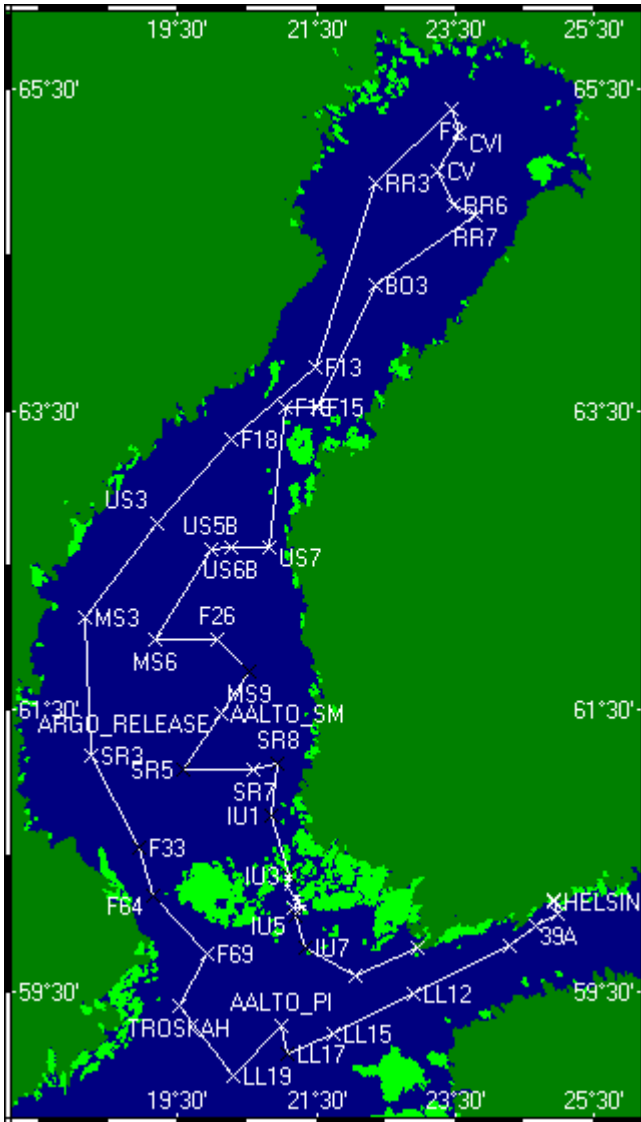 19°30' 21°30' 23°30' 25°30'
65°30' 65°30'
F2
CVI
CV
RR3
RR6
RR7
BO3
F13
63°30' F16 F15 63°30'
F18
US3
US5B
US6B US7
F26
MS3
MS6
MS9
61°30' ARGO_RELEASE AALTO_SM 61°30'
SR3 SR5 SR8
SR7
IU1
F33
IU3
F64 HELSIN
IU5
39A
F69 IU7
59°30' AALTO_PI LL12 59°30'
TROSKAH LL15
LL17
LL19
19°30' 21°30' 23°30' 25°30'